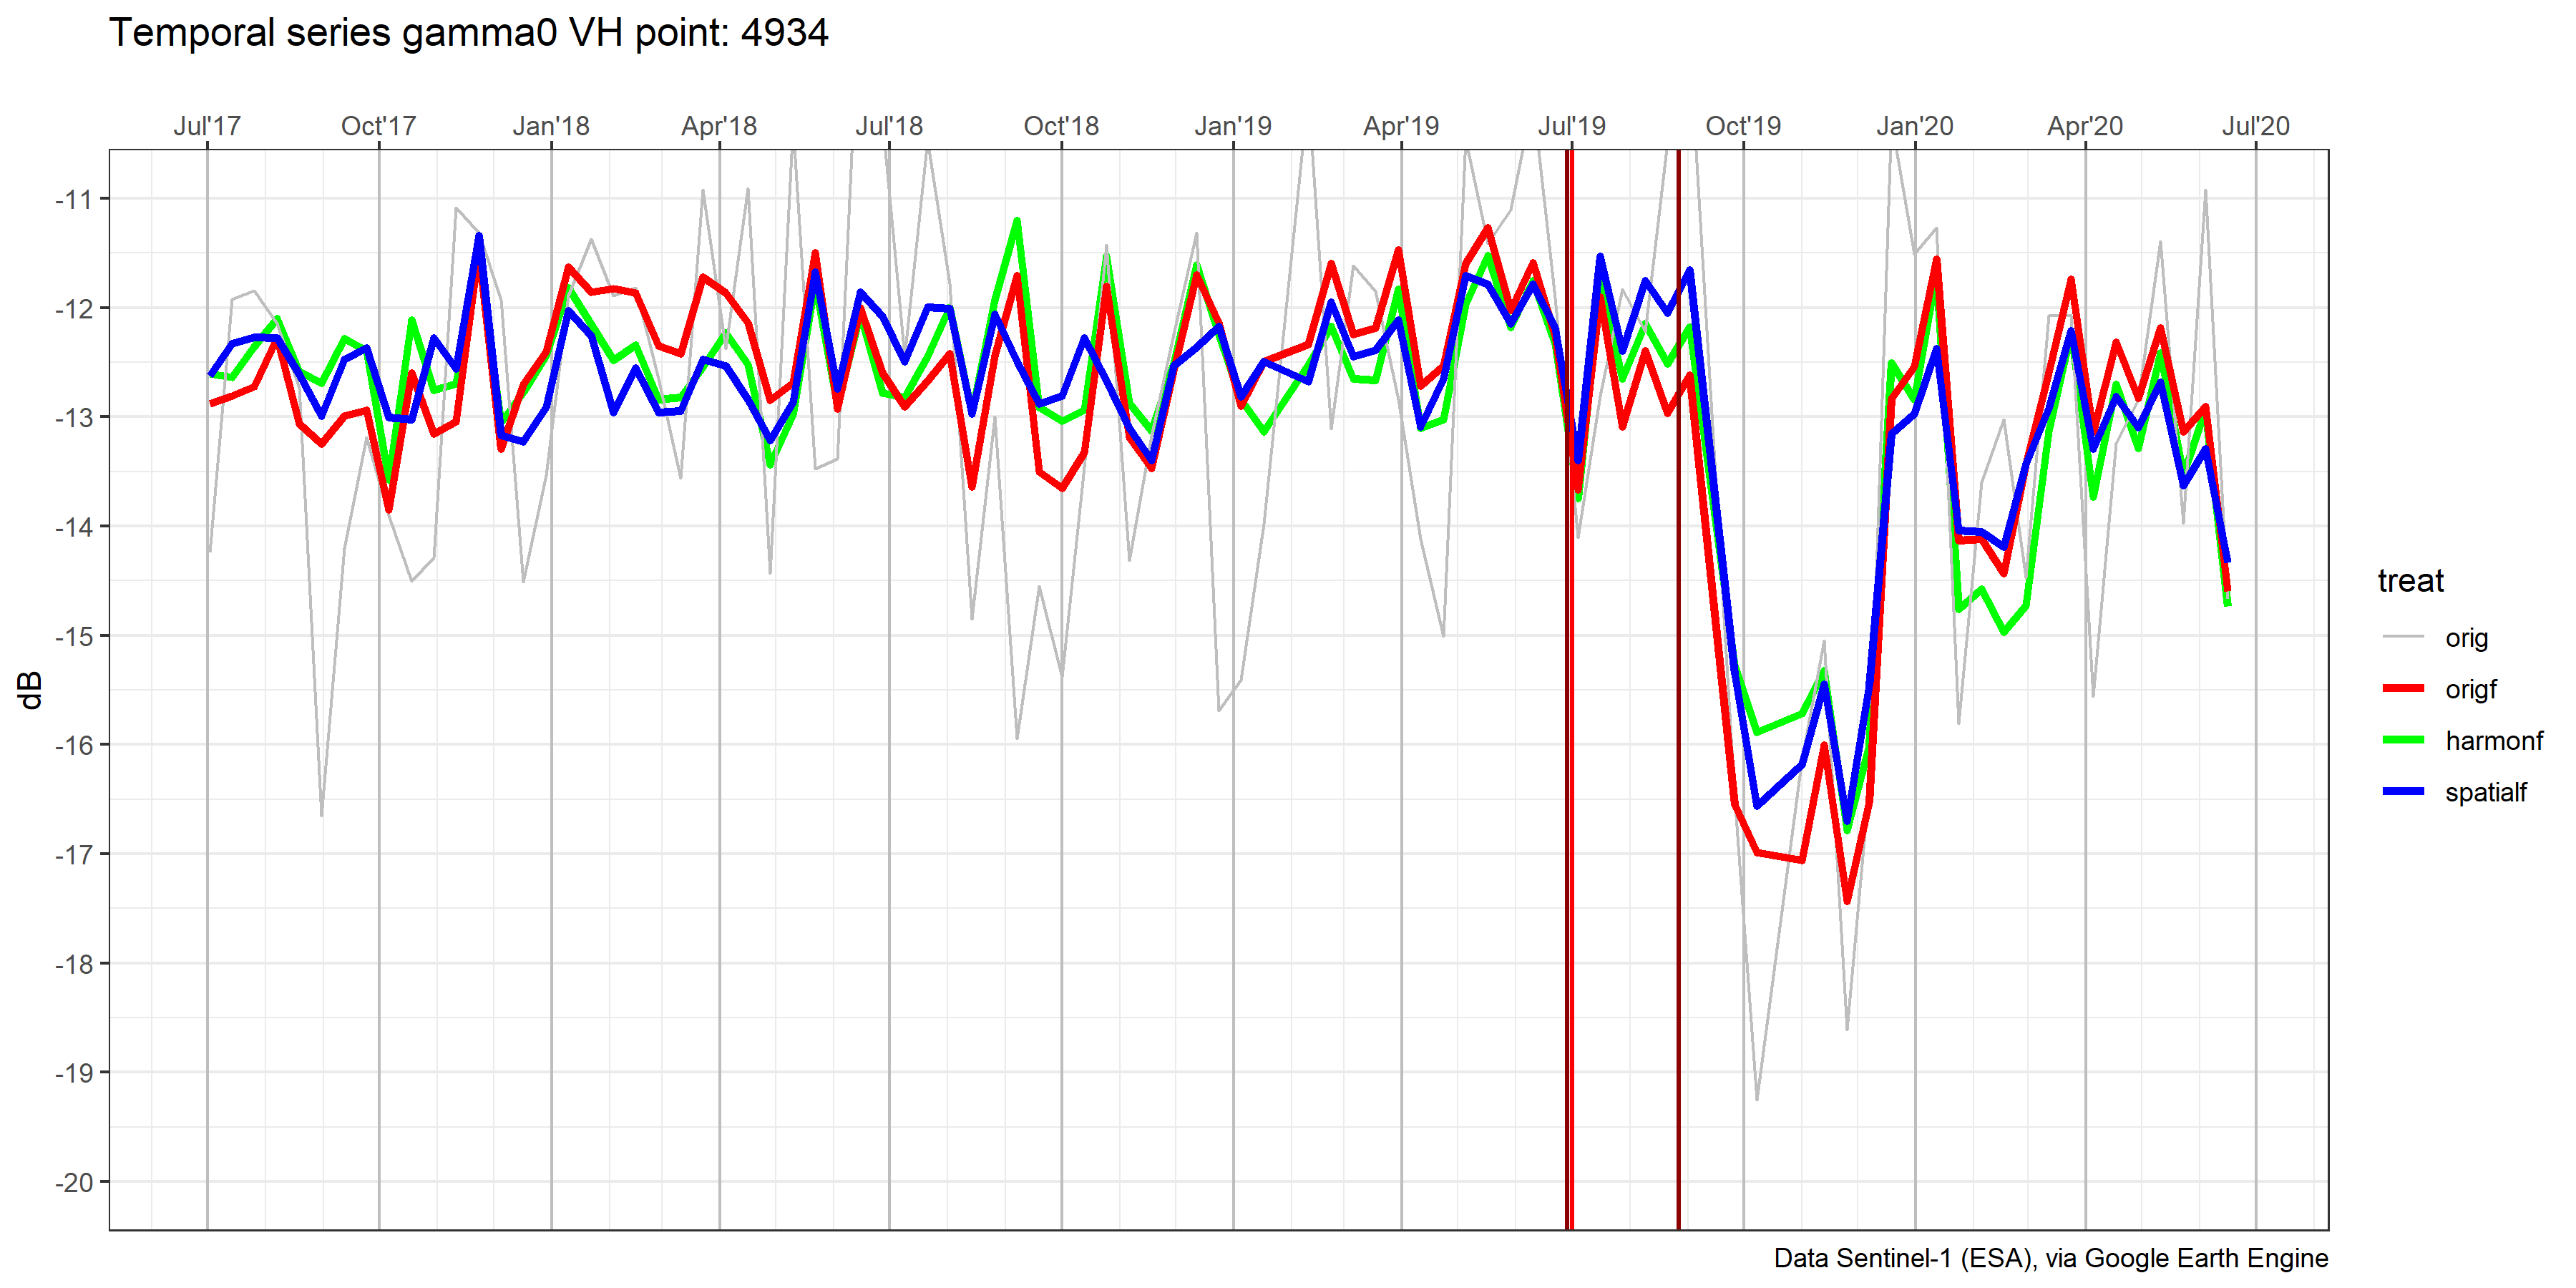 Temporal series gamma0 VH point: 4934
Jul'17 Oct'17 Jan'18 Apr'18 Jul'18 Oct'18 Jan'19 Apr'19 Jul'19 Oct'19 Jan'20 Apr'20 Jul'20
-11
-12
-13
-14
-15
-16
-17
-18
-19
-20
dB
treat
orig
origf
harmonf
spatialf
Data Sentinel-1 (ESA), via Google Earth Engine